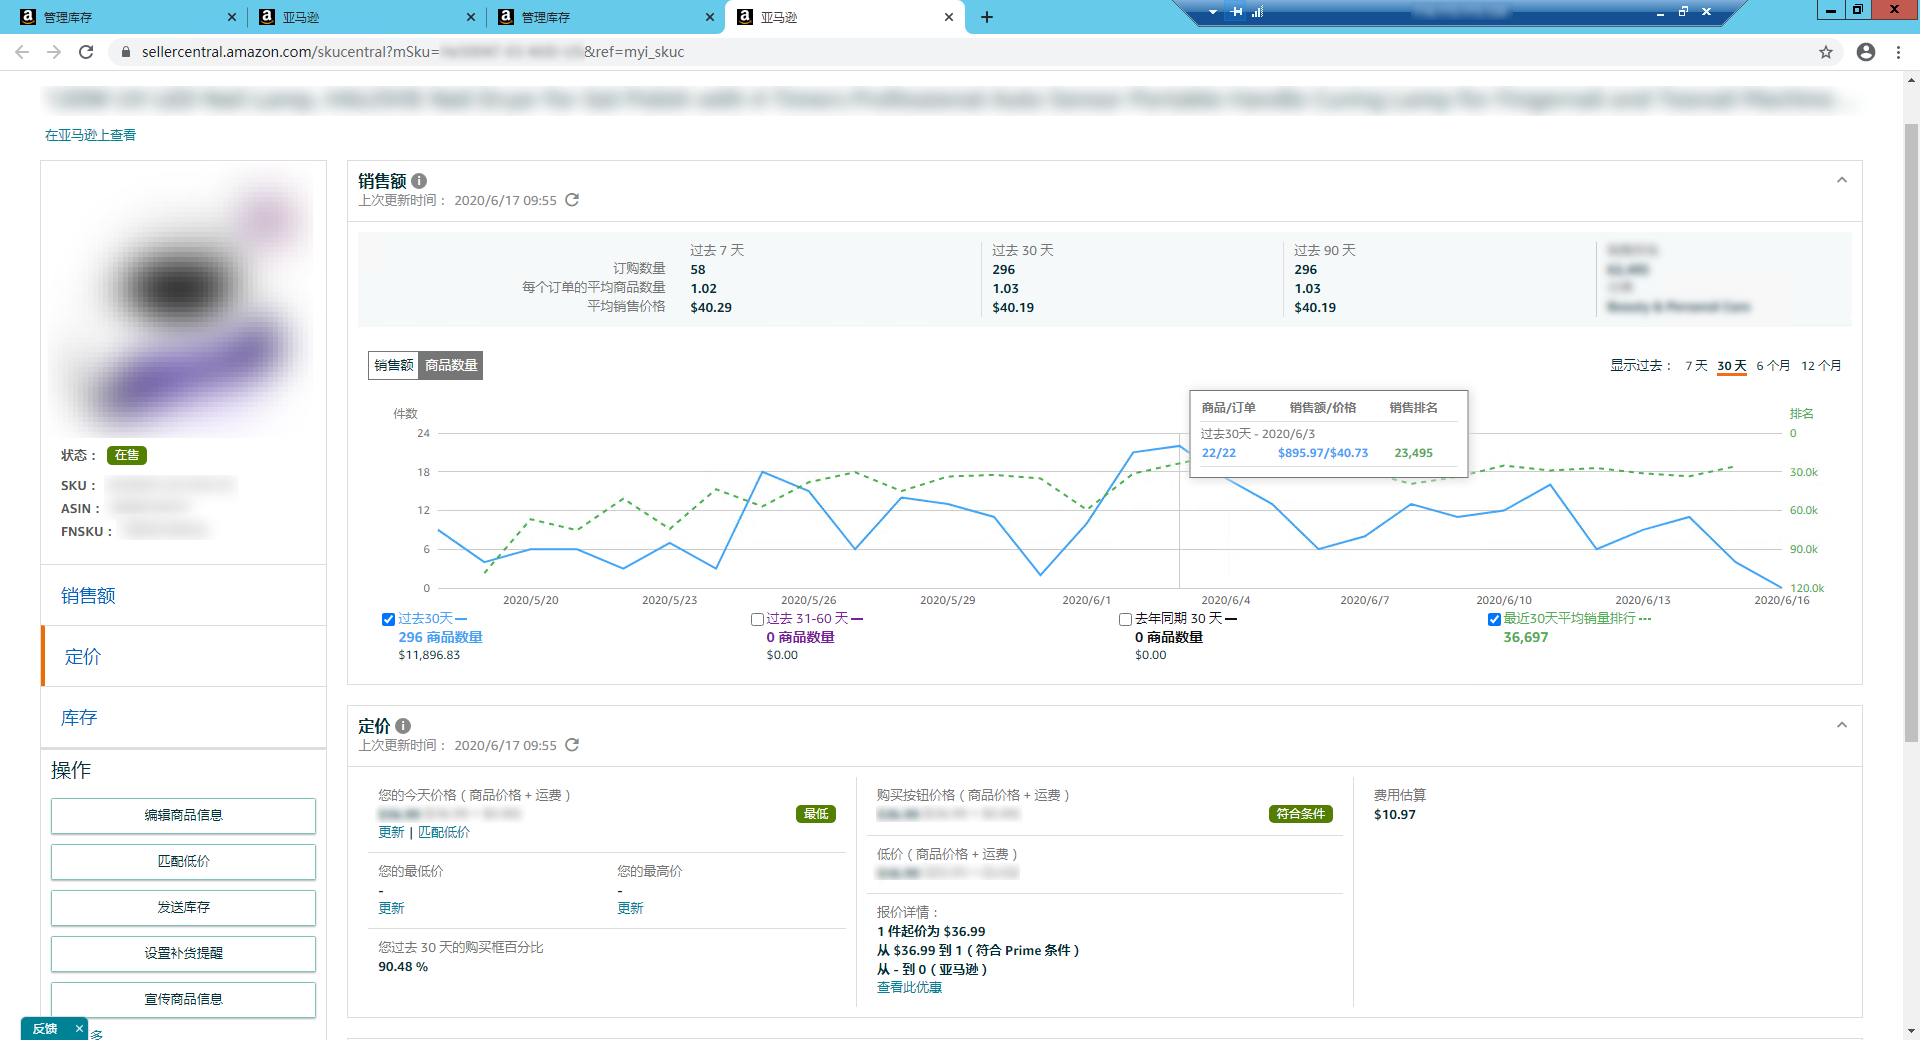 管理库存
亚马逊
管理库存
亚马逊
sellercentral.amazon.com/skucentral?mSku=
&ref=myi_skuc
在亚马逊上查看
状态：
在售
SKU：
ASIN：
FNSKU：
销售额
定价
库存
操作
编辑商品信息
匹配低价
发送库存
设置补货提醒
宣传商品信息
反馈 ×
多
销售额
上次更新时间： 2020/6/17 09:55
过去 7 天 过去 30 天 过去 90 天
订购数量 58 296 296
每个订单的平均商品数量 1.02 1.03 1.03
平均销售价格 $40.29 $40.19 $40.19
Beauty & Personal Care
销售额 商品数量
显示过去： 7 天 30 天 6 个月 12 个月
件数
排名
商品/订单 销售额/价格 销售排名
过去30天 - 2020/6/3
22/22 $895.97/$40.73 23,495
24
18
12
6
0
0
30.0k
60.0k
90.0k
120.0k
2020/5/20 2020/5/23 2020/5/26 2020/5/29 2020/6/1 2020/6/4 2020/6/7 2020/6/10 2020/6/13 2020/6/16
过去30天
296 商品数量
$11,896.83
过去 31-60 天
0 商品数量
$0.00
去年同期 30 天
0 商品数量
$0.00
最近30天平均销量排行
36,697
定价
上次更新时间： 2020/6/17 09:55
您的今天价格 ( 商品价格 + 运费 )
最低
更新 | 匹配低价
您的最低价
-
更新
您的最高价
-
更新
您过去 30 天的购买框百分比
90.48 %
购买按钮价格 ( 商品价格 + 运费 )
符合条件
低价 ( 商品价格 + 运费 )
报价详情：
1 件起价为 $36.99
从 $36.99 到 1 ( 符合 Prime 条件 )
从 - 到 0 ( 亚马逊 )
查看此优惠
费用估算
$10.97